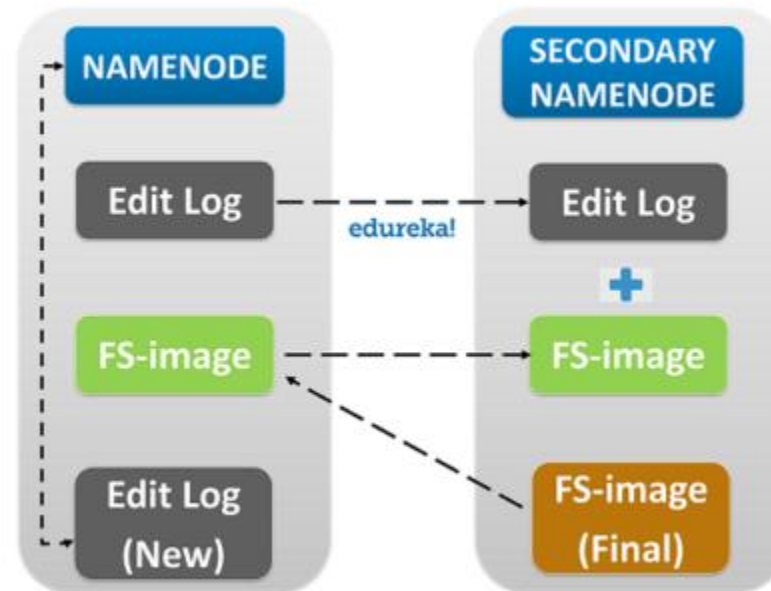 NAMENODE
Edit Log
FS-image
Edit Log
(New)
edureka!
SECONDARY
NAMENODE
Edit Log
FS-image
FS-image
(Final)